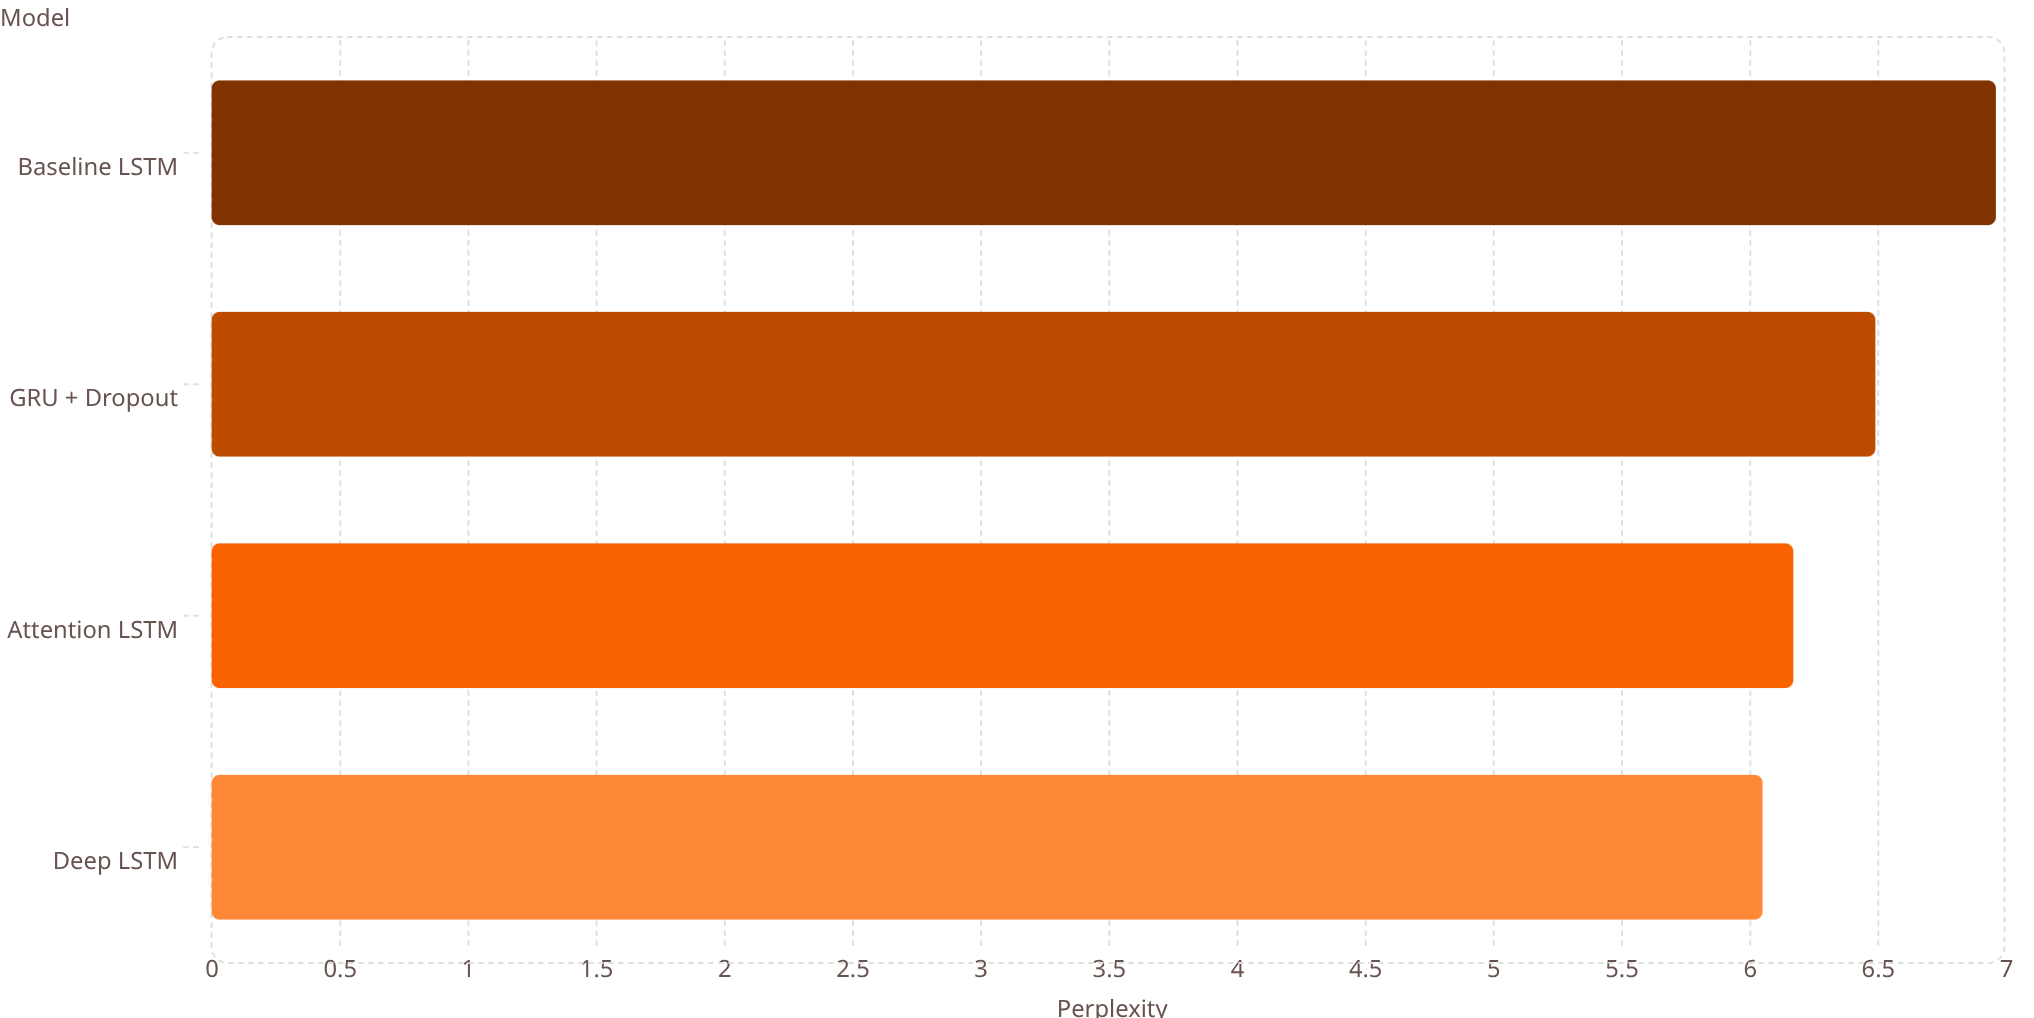 Model
Baseline LSTM
GRU + Dropout
Attention LSTM
Deep LSTM
0 0.5 1 1.5 2 2.5 3 3.5 4 4.5 5 5.5 6 6.5 7
Perplexity